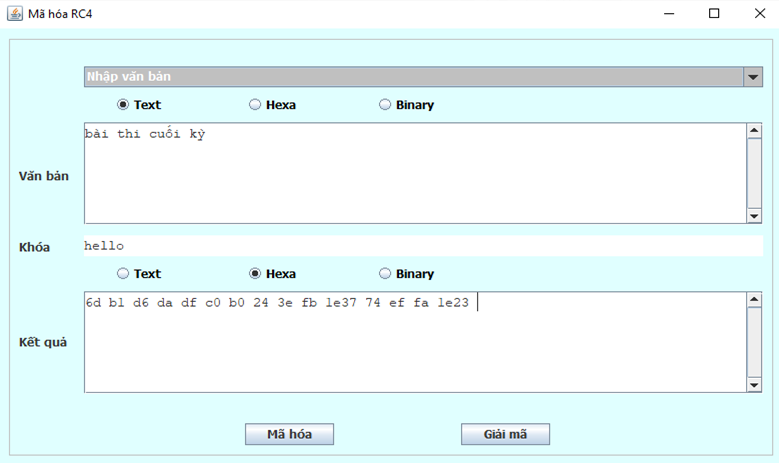 Mã hóa RC4
Nhập văn bản
Text Hexa Binary
Văn bản
bài thi cuối kỳ
Khóa
hello
Text Hexa Binary
Kết quả
6d b1 d6 da df c0 b0 24 3e fb 1e37 74 ef fa 1e23
Mã hóa Giải mã